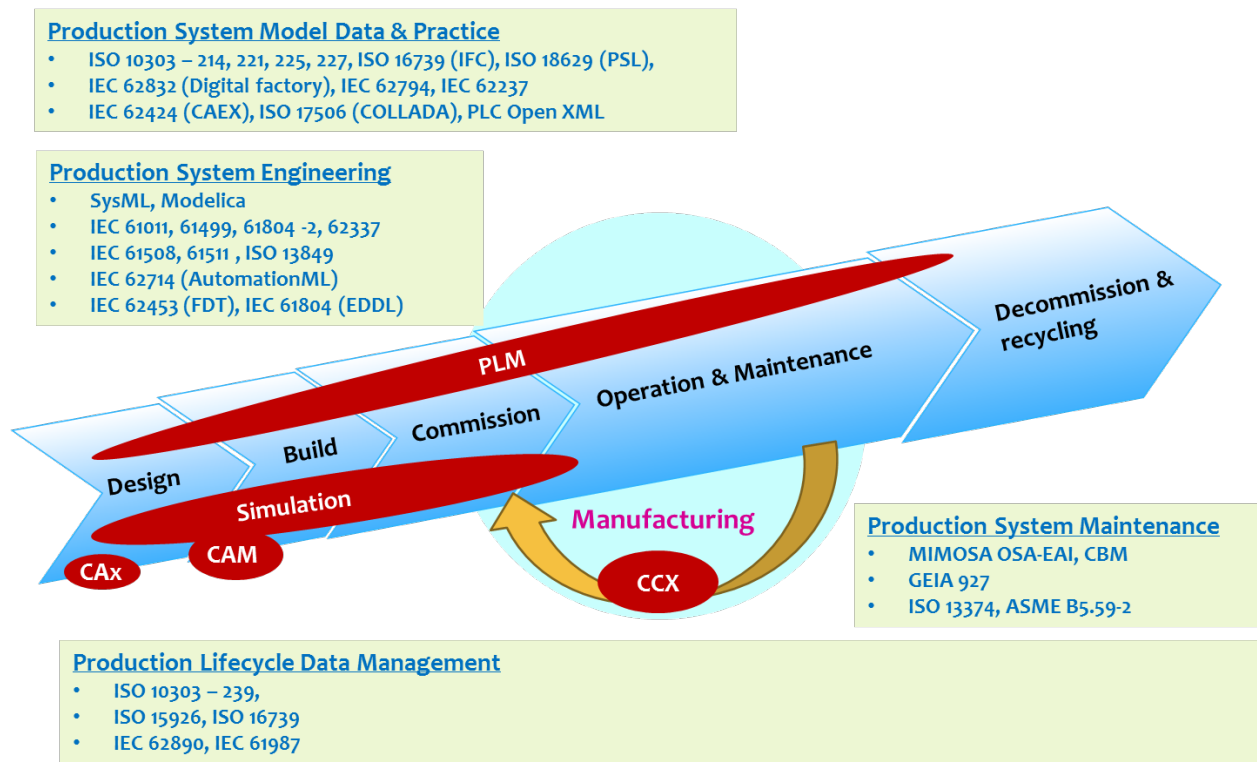 Production System Model Data & Practice
• ISO 10303 – 214, 221, 225, 227, ISO 16739 (IFC), ISO 18629 (PSL),
• IEC 62832 (Digital factory), IEC 62794, IEC 62237
• IEC 62424 (CAEX), ISO 17506 (COLLADA), PLC Open XML
Production System Engineering
• SysML, Modelica
• IEC 61011, 61499, 61804 -2, 62337
• IEC 61508, 61511 , ISO 13849
• IEC 62714 (AutomationML)
• IEC 62453 (FDT), IEC 61804 (EDDL)
Decommission &
recycling
PLM
Operation & Maintenance
Commission
Build
Design
Simulation
CAM
CAx
Manufacturing
CCX
Production System Maintenance
• MIMOSA OSA-EAI, CBM
• GEIA 927
• ISO 13374, ASME B5.59-2
Production Lifecycle Data Management
• ISO 10303 – 239,
• ISO 15926, ISO 16739
• IEC 62890, IEC 61987